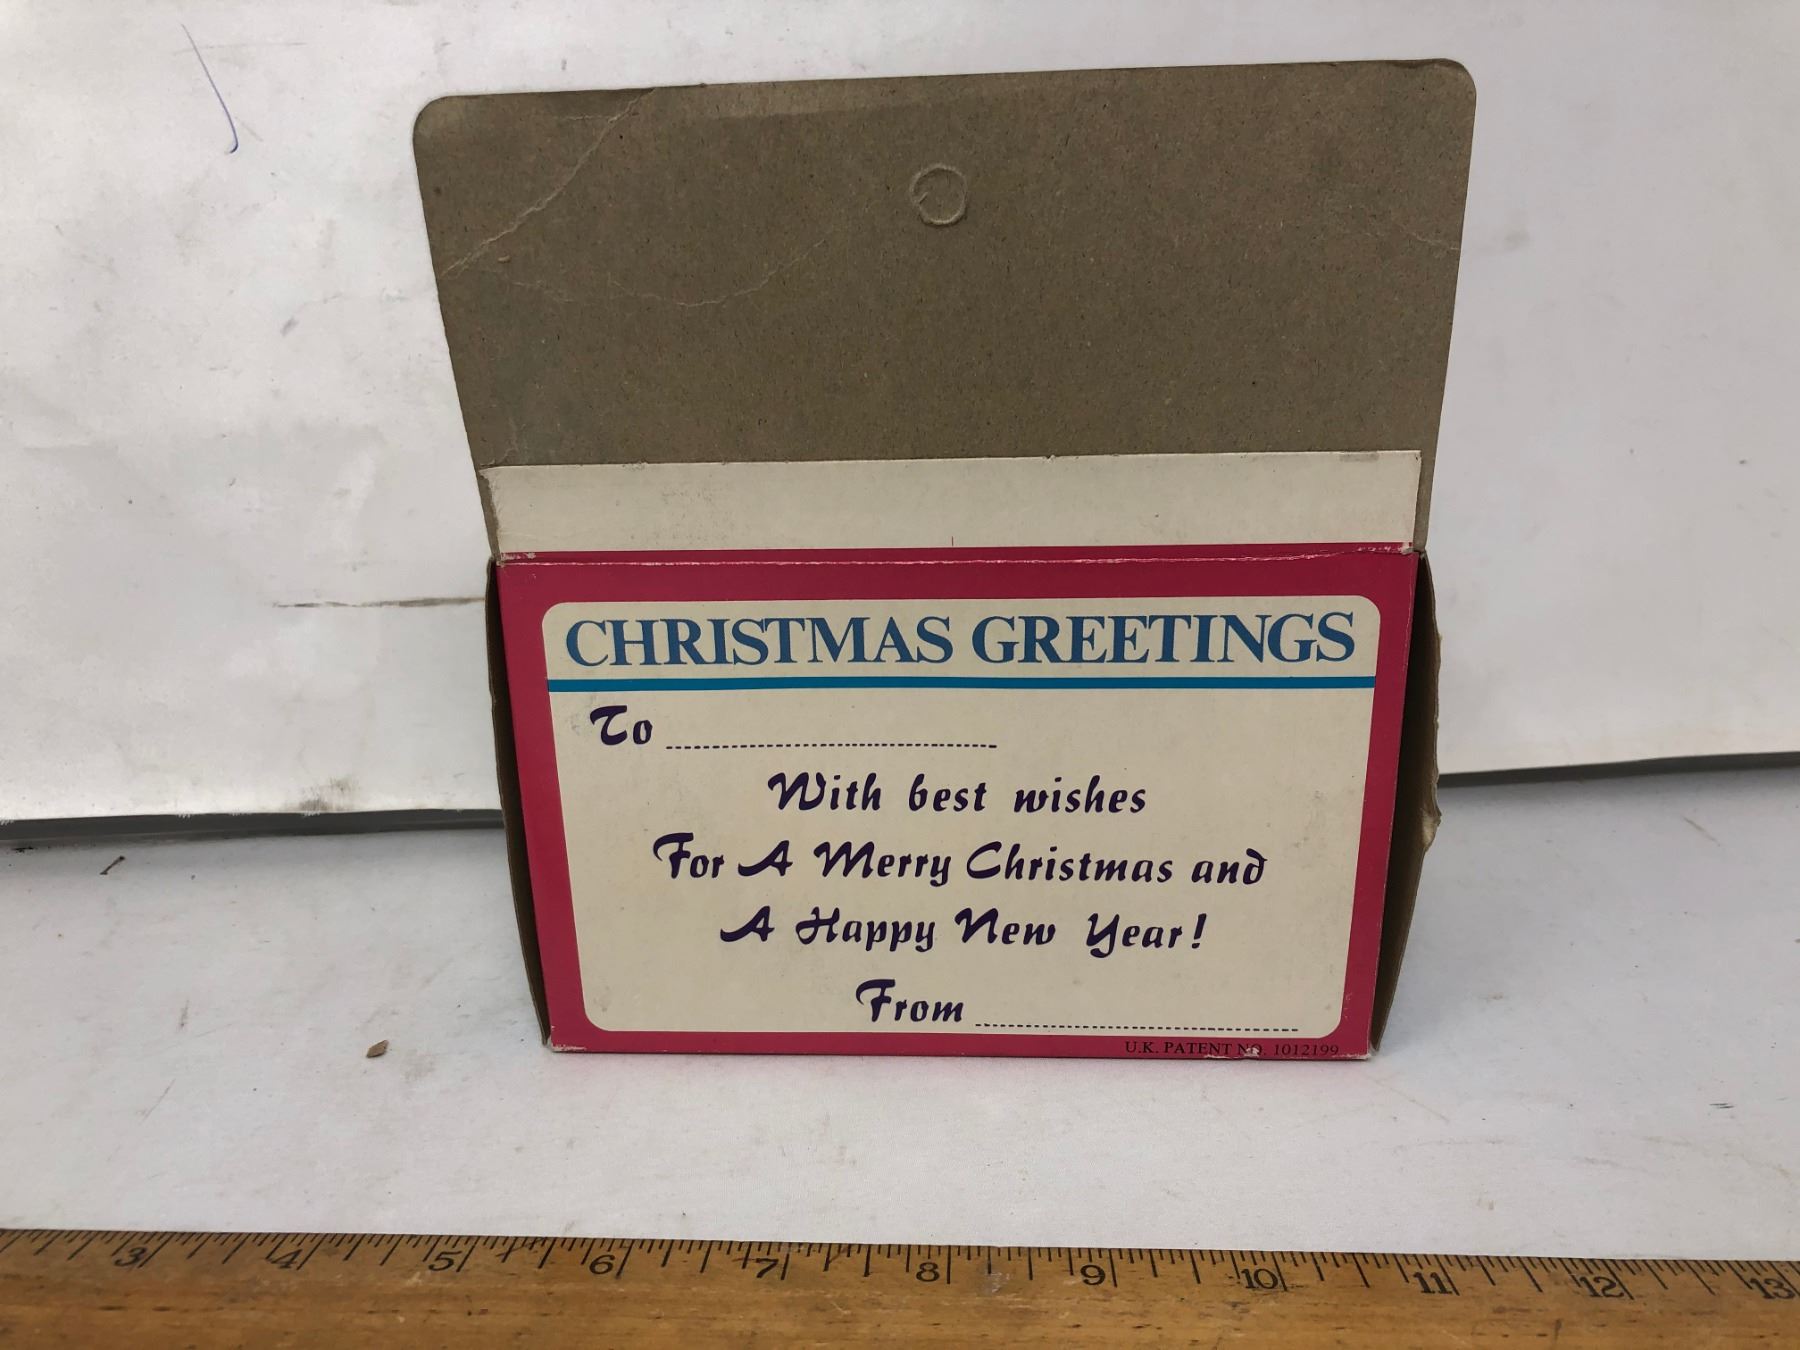 CHRISTMAS GREETINGS
To
With best wishes
For A Merry Christmas and
A Happy New Year!
From
U.K. PATENT NO. 1012199
3 4 5 6 7 8 9 10 11 12 13